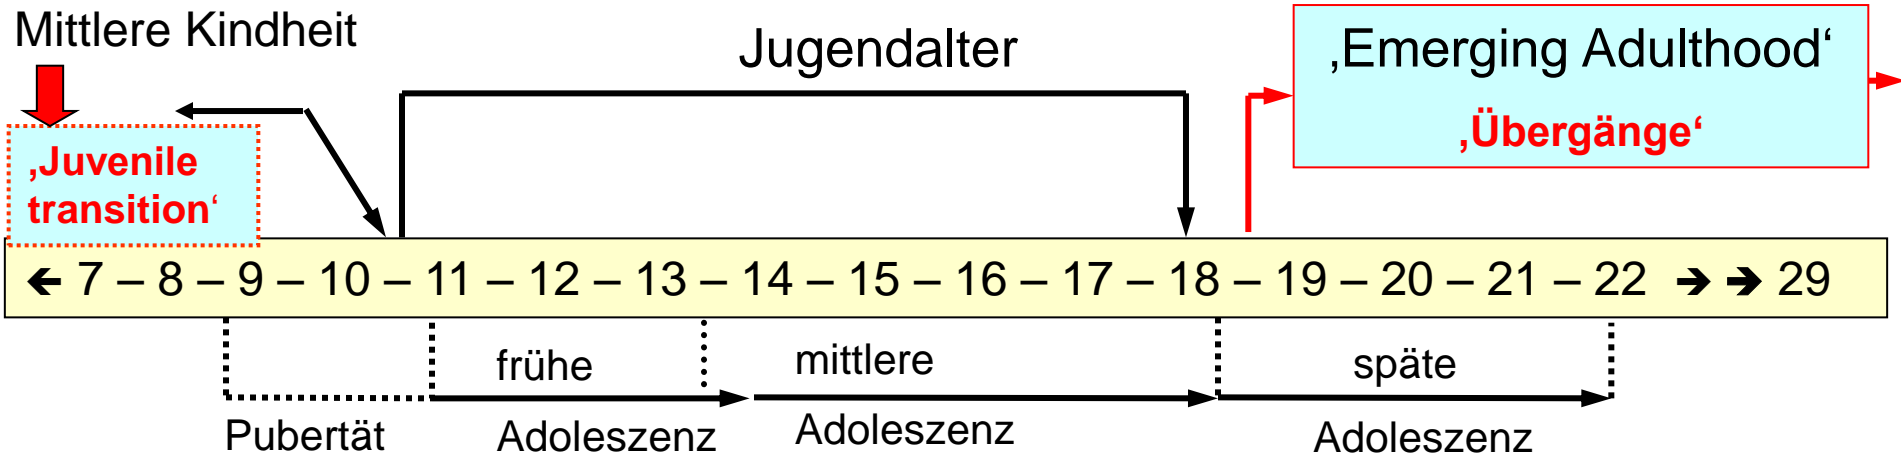 Mittlere Kindheit
Jugendalter
‚Emerging Adulthood‘
‚Übergänge‘
‚Juvenile
transition‘
🡸 7 – 8 – 9 – 10 – 11 – 12 – 13 – 14 – 15 – 16 – 17 – 18 – 19 – 20 – 21 – 22 🡺 🡺 29
frühe
mittlere
späte
Pubertät
Adoleszenz
Adoleszenz
Adoleszenz